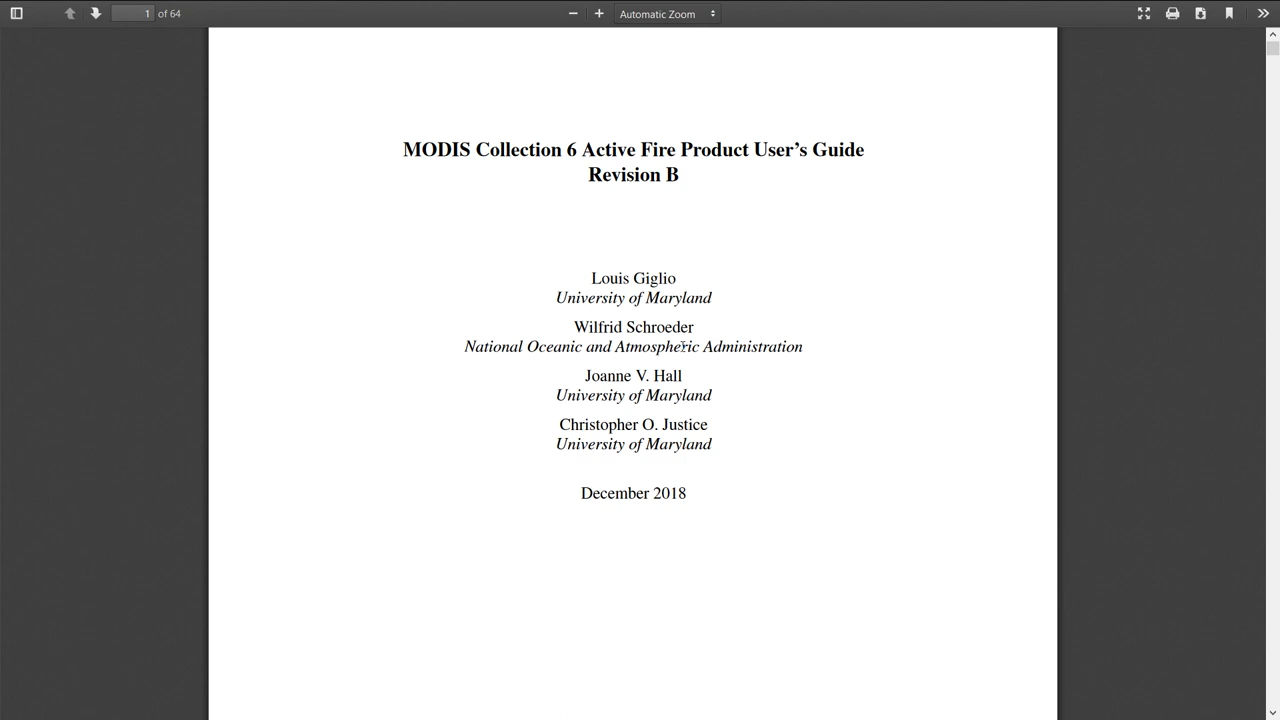 1 of 64
Automatic Zoom
MODIS Collection 6 Active Fire Product User’s Guide
Revision B
Louis Giglio
University of Maryland
Wilfrid Schroeder
National Oceanic and Atmospheric Administration
Joanne V. Hall
University of Maryland
Christopher O. Justice
University of Maryland
December 2018